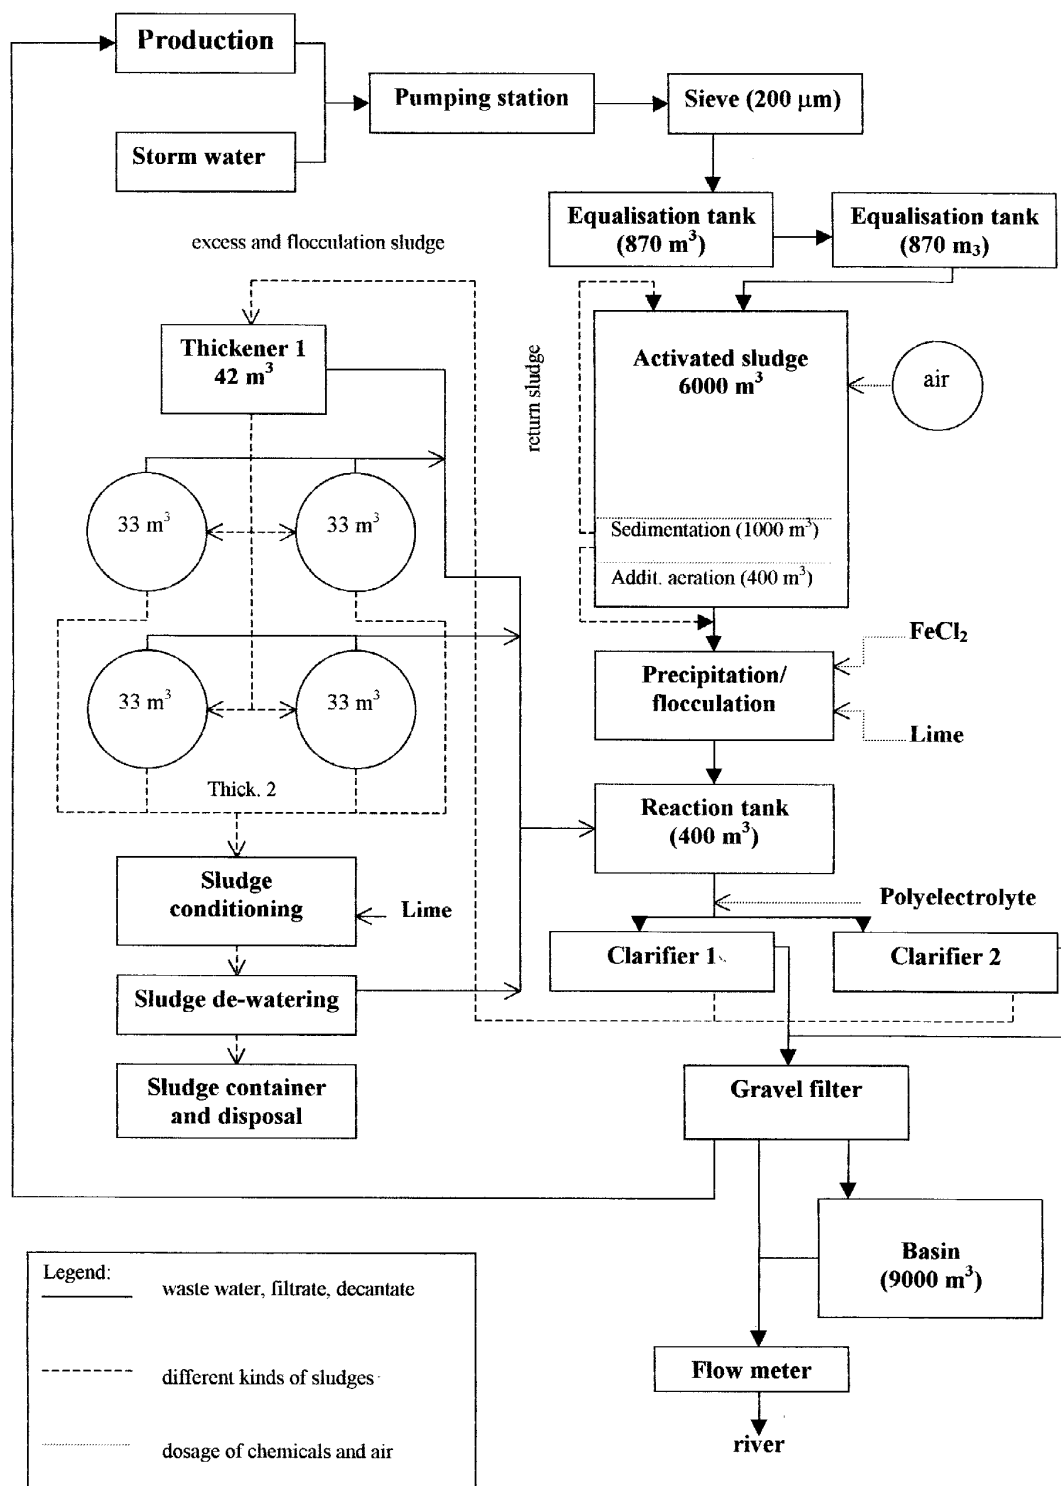 Production
Pumping station
Sieve (200 μm)
Storm water
Equalisation tank
(870 m³)
Equalisation tank
(870 m₃)
excess and flocculation sludge
Thickener 1
42 m³
return sludge
Activated sludge
6000 m³
air
33 m³
33 m³
Sedimentation (1000 m³)
Addit. aeration (400 m³)
FeCl₂
Precipitation/
flocculation
Lime
33 m³
33 m³
Thick. 2
Reaction tank
(400 m³)
Sludge
conditioning
Lime
Polyelectrolyte
Clarifier 1
Clarifier 2
Sludge de-watering
Sludge container
and disposal
Gravel filter
Basin
(9000 m³)
Flow meter
river
Legend:
waste water, filtrate, decantate
different kinds of sludges
dosage of chemicals and air